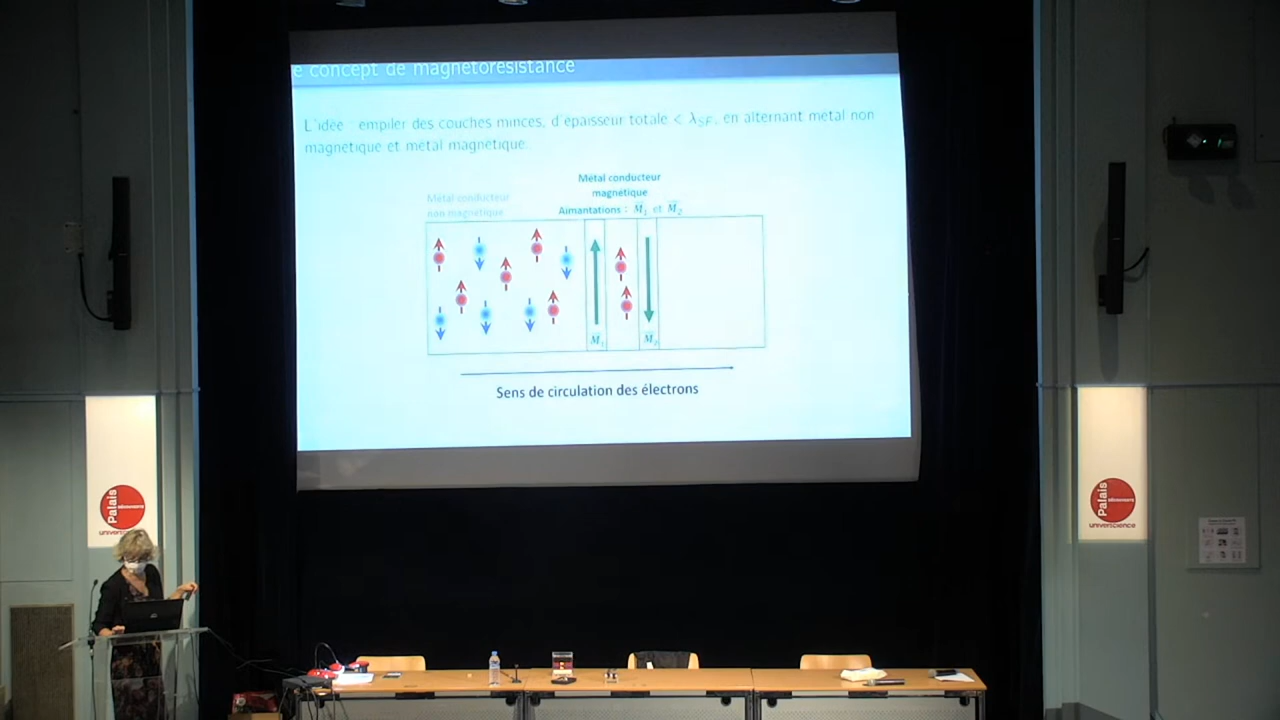 e concept de magnétorésistance
L'idée : empiler des couches minces, d'épaisseur totale < λSF, en alternant métal non
magnétique et métal magnétique.
Métal conducteur
magnétique
Métal conducteur
non magnétique
Aimantations : M1 et M2
M1
M2
Sens de circulation des électrons
Palais
découverte
universcience
Palais
découverte
universcience